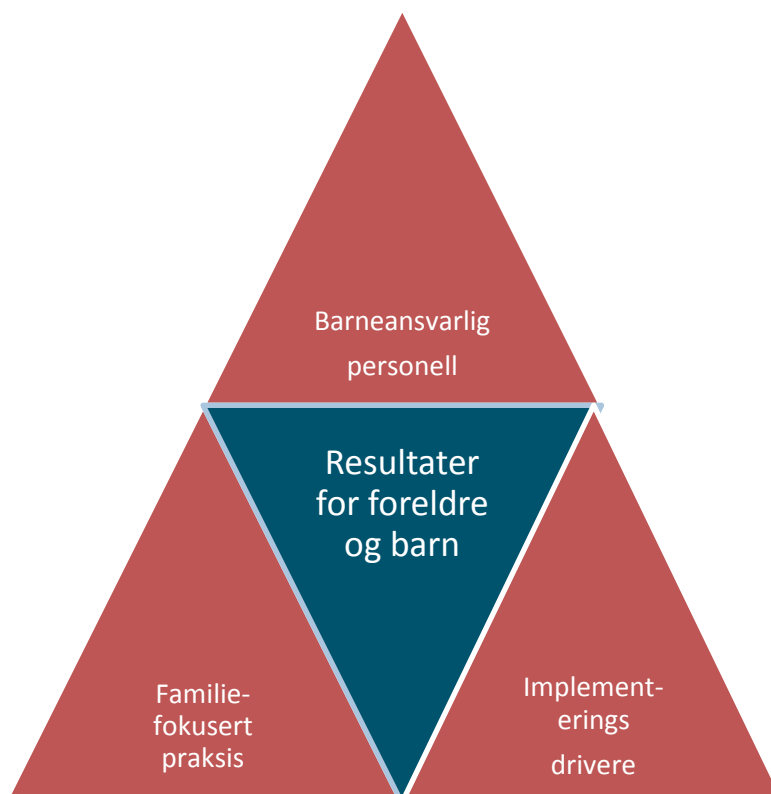 Barneansvarlig
personell
Resultater
for foreldre
og barn
Familie-
fokusert
praksis
Implement-
erings
drivere